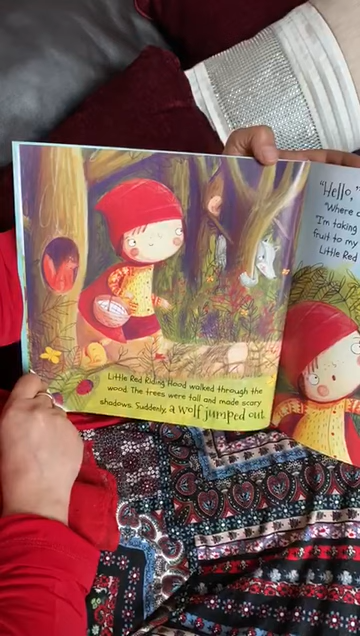 Little Red Riding Hood walked through the
wood. The trees were tall and made scary
shadows. Suddenly, a wolf jumped out
"Hello,"
"Where
"I'm taking
fruit to my
Little Red